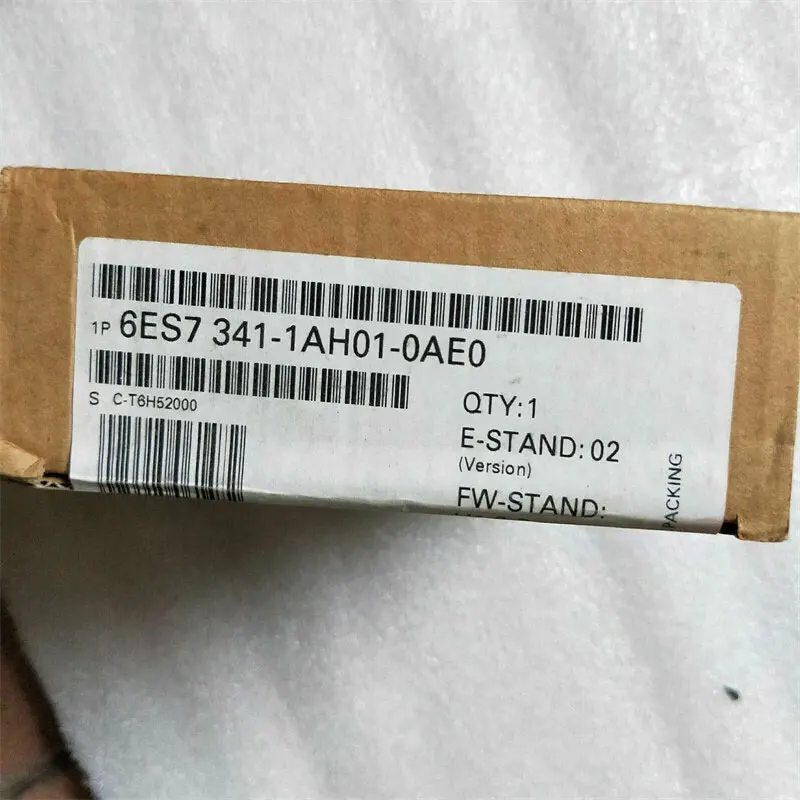 1P 6ES7 341-1AH01-0AE0
S C-T6H52000
QTY:1
E-STAND: 02
(Version)
FW-STAND:
PACKING